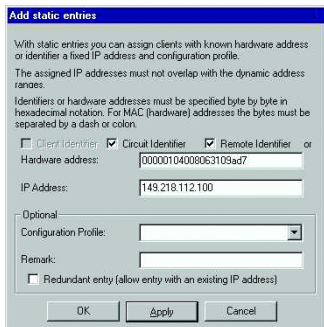 Add static entries
With static entries you can assign clients with known hardware address
or identifier a fixed IP address and configuration profile.
The assigned IP addresses must not overlap with the dynamic address
ranges.
Identifiers or hardware addresses must be specified byte by byte in
hexadecimal notation. For MAC (hardware) addresses the bytes must be
separated by a dash or colon.
Client Identifier Circuit Identifier Remote Identifier or
Hardware address: 00000104008063109ad7
IP Address: 149.218.112.100
Optional
Configuration Profile:
Remark:
Redundant entry (allow entry with an existing IP address)
OK Apply Cancel